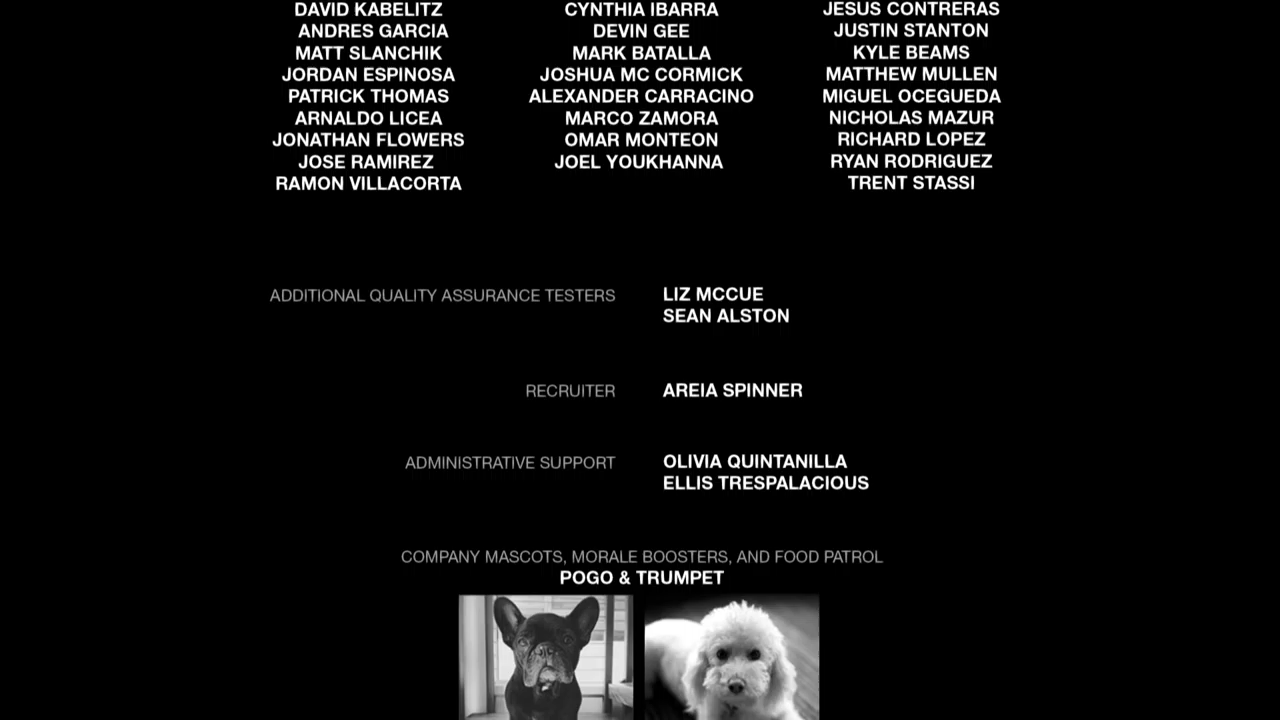 DAVID KABELITZ CYNTHIA IBARRA JESUS CONTRERAS
ANDRES GARCIA DEVIN GEE JUSTIN STANTON
MATT SLANCHIK MARK BATALLA KYLE BEAMS
JORDAN ESPINOSA JOSHUA MC CORMICK MATTHEW MULLEN
PATRICK THOMAS ALEXANDER CARRACINO MIGUEL OCEGUEDA
ARNALDO LICEA MARCO ZAMORA NICHOLAS MAZUR
JONATHAN FLOWERS OMAR MONTEON RICHARD LOPEZ
JOSE RAMIREZ JOEL YOUKHANNA RYAN RODRIGUEZ
RAMON VILLACORTA TRENT STASSI
ADDITIONAL QUALITY ASSURANCE TESTERS LIZ MCCUE
SEAN ALSTON
RECRUITER AREIA SPINNER
ADMINISTRATIVE SUPPORT OLIVIA QUINTANILLA
ELLIS TRESPALACIOUS
COMPANY MASCOTS, MORALE BOOSTERS, AND FOOD PATROL
POGO & TRUMPET